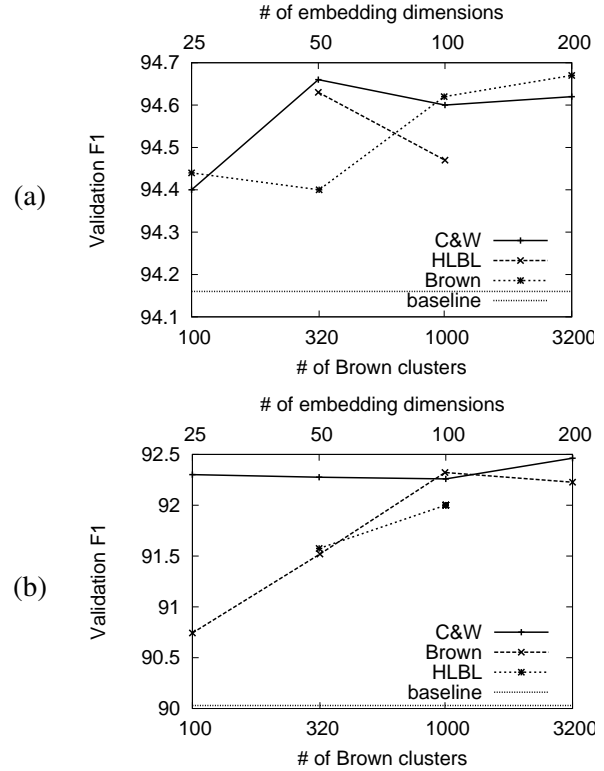 # of embedding dimensions
25 50 100 200
94.7
94.6
94.5
94.4
94.3
94.2
94.1
Validation F1
(a)
C&W
HLBL
Brown
baseline
100 320 1000 3200
# of Brown clusters
# of embedding dimensions
25 50 100 200
92.5
92
91.5
91
90.5
90
Validation F1
(b)
C&W
Brown
HLBL
baseline
100 320 1000 3200
# of Brown clusters